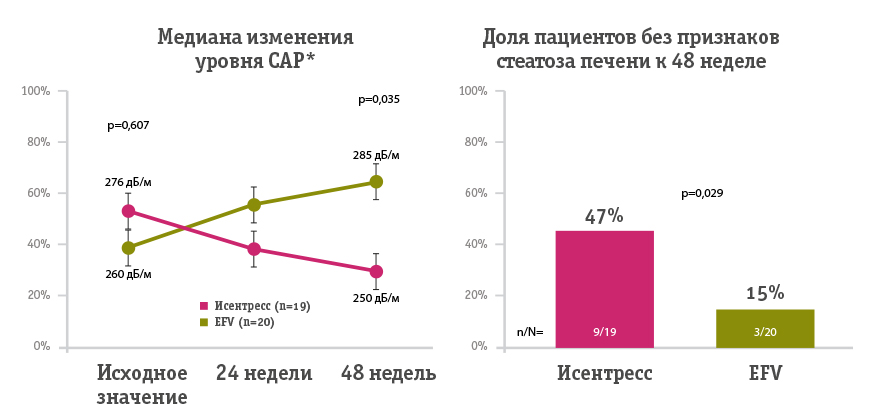 Медиана изменения
уровня CAP*
100%
80%
60%
40%
20%
0%
p=0,607
p=0,035
276 дБ/м
285 дБ/м
260 дБ/м
250 дБ/м
Исентресс (n=19)
EFV (n=20)
Исходное
значение
24 недели
48 недель
Доля пациентов без признаков
стеатоза печени к 48 неделе
100%
80%
60%
40%
20%
0%
p=0,029
47%
15%
n/N=
9/19
3/20
Исентресс
EFV